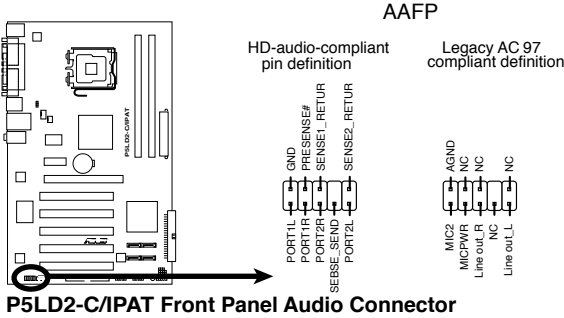 AAFP
HD-audio-compliant
pin definition
Legacy AC 97
compliant definition
GND
PRESENSE#
SENSE1_RETUR
SENSE2_RETUR
PORT1L
PORT1R
PORT2R
SEBSE_SEND
PORT2L
AGND
NC
NC
NC
MIC2
MICPWR
Line out_R
NC
Line out_L
P5LD2-C/IPAT
ASUS
P5LD2-C/IPAT Front Panel Audio Connector